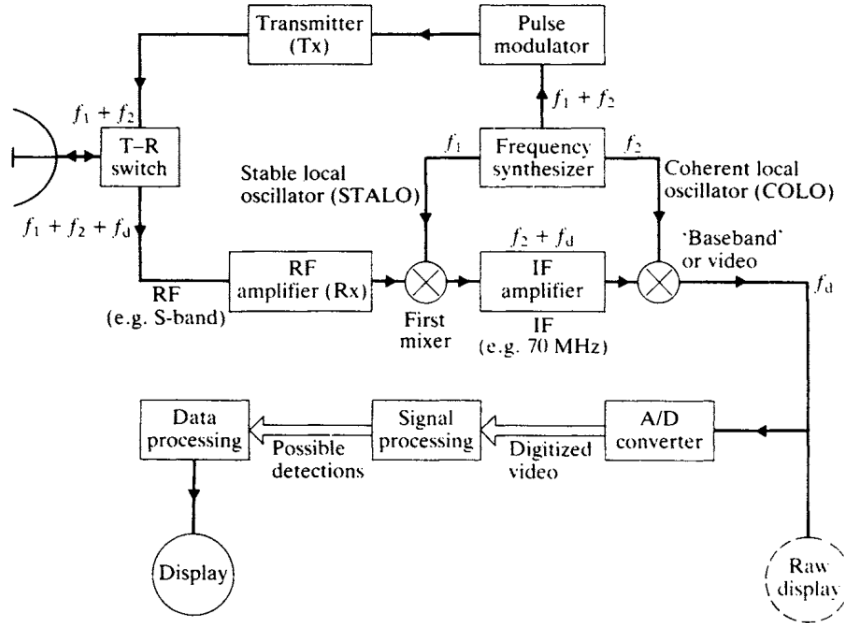 Transmitter
(Tx)
Pulse
modulator
f₁ + f₂
f₁ + f₂
T–R
switch
f₁
Frequency
synthesizer
f₂
Stable local
oscillator (STALO)
Coherent local
oscillator (COLO)
f₁ + f₂ + fd
f₂ + fd
'Baseband'
or video
RF
amplifier (Rx)
IF
amplifier
fd
RF
(e.g. S-band)
First
mixer
IF
(e.g. 70 MHz)
Data
processing
Possible
detections
Signal
processing
Digitized
video
A/D
converter
Display
Raw
display